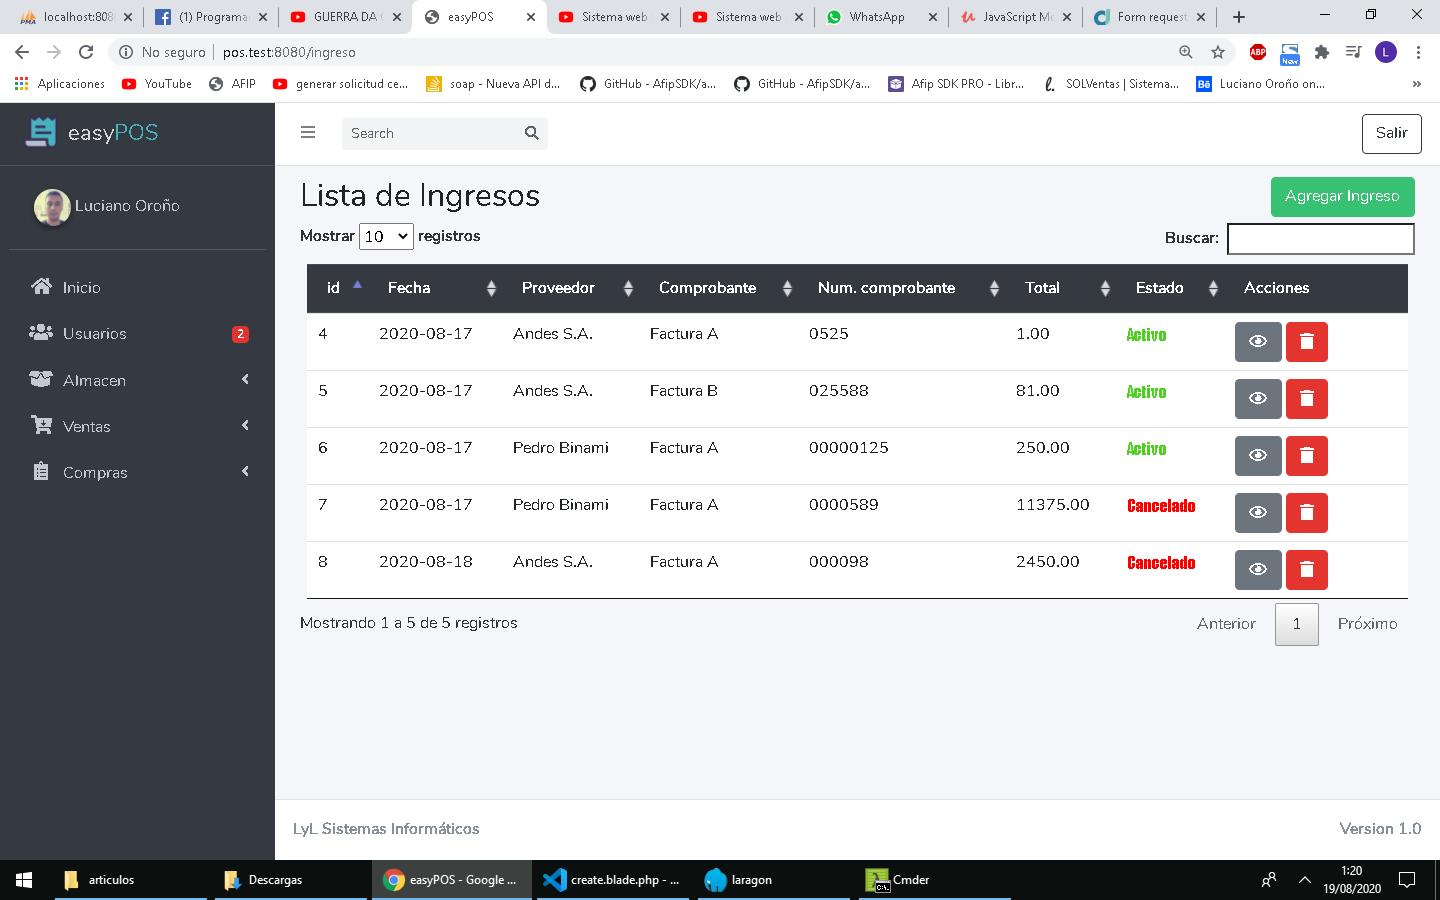 localhost:808
(1) Programa
GUERRA DA
easyPOS
Sistema web
Sistema web
WhatsApp
JavaScript Mo
Form request
No seguro
pos.test:8080/ingreso
ABP
New
L
Aplicaciones
YouTube
AFIP
generar solicitud ce...
soap - Nueva API d...
GitHub - AfipSDK/a...
GitHub - AfipSDK/a...
Afip SDK PRO - Libr...
SOLVentas | Sistema...
Luciano Oroño on...
»
easyPOS
Search
Salir
Luciano Oroño
Inicio
Usuarios 2
Almacen
Ventas
Compras
Lista de Ingresos
Agregar Ingreso
Mostrar 10 registros
Buscar:
id Fecha Proveedor Comprobante Num. comprobante Total Estado Acciones
4 2020-08-17 Andes S.A. Factura A 0525 1.00 Activo
5 2020-08-17 Andes S.A. Factura B 025588 81.00 Activo
6 2020-08-17 Pedro Binami Factura A 00000125 250.00 Activo
7 2020-08-17 Pedro Binami Factura A 0000589 11375.00 Cancelado
8 2020-08-18 Andes S.A. Factura A 000098 2450.00 Cancelado
Mostrando 1 a 5 de 5 registros
Anterior 1 Próximo
LyL Sistemas Informáticos
Version 1.0
articulos
Descargas
easyPOS - Google ...
create.blade.php - ...
laragon
Cmder
1:20
19/08/2020